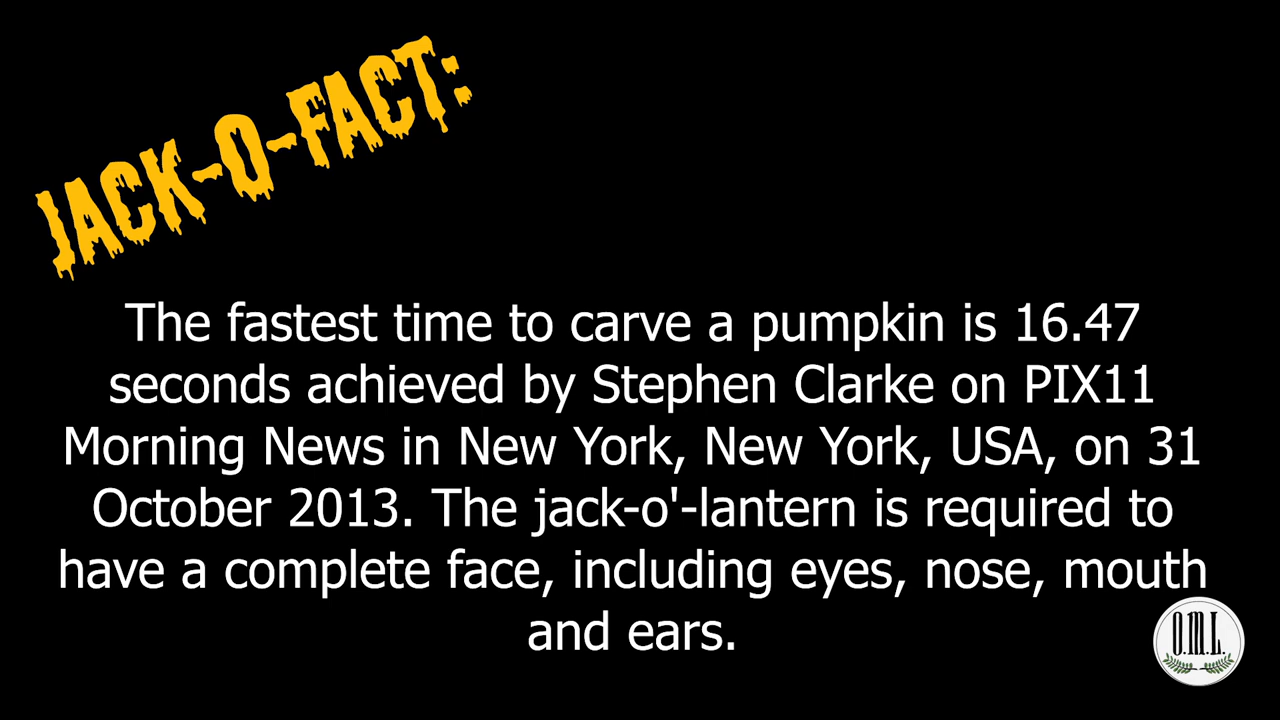 JACK-O-FACT:
The fastest time to carve a pumpkin is 16.47
seconds achieved by Stephen Clarke on PIX11
Morning News in New York, New York, USA, on 31
October 2013. The jack-o'-lantern is required to
have a complete face, including eyes, nose, mouth
and ears.
O.M.L.